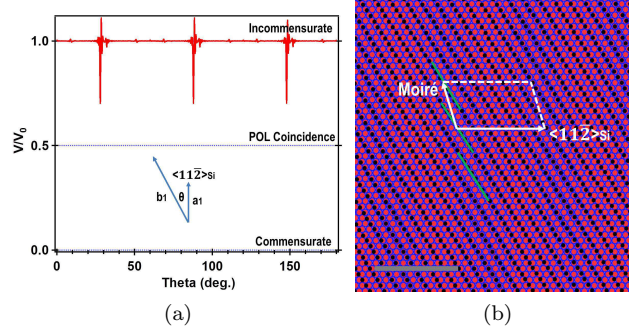 1.0
0.5
0.0
V/V₀
Incommensurate
POL Coincidence
<112̅>Si
b₁ θ a₁
Commensurate
0 50 100 150
Theta (deg.)
(a)
Moiré
<112̅>Si
(b)